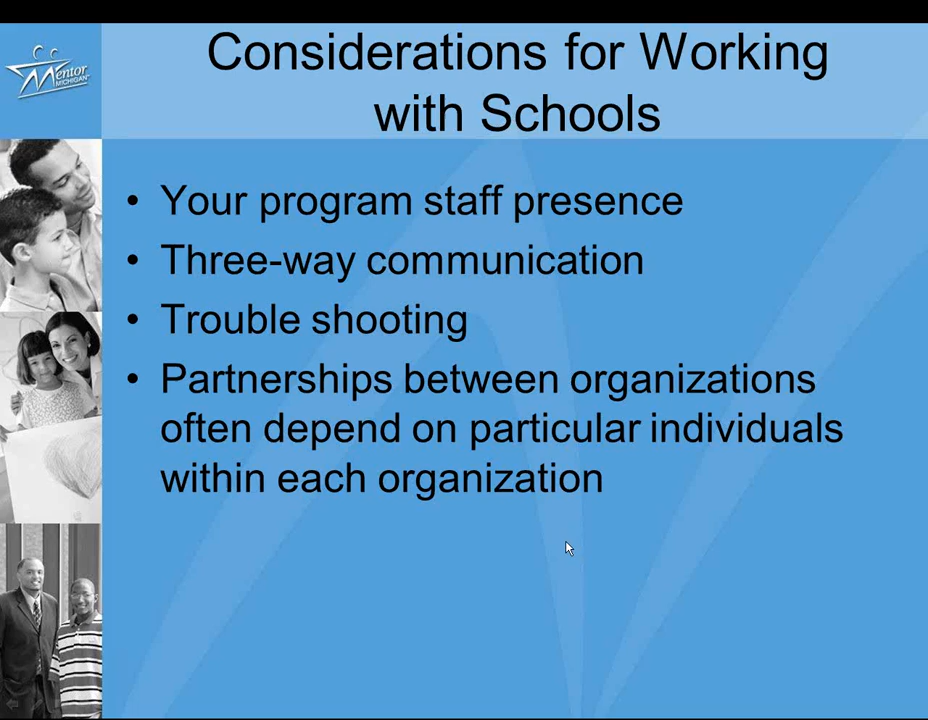 Mentor
MICHIGAN
Considerations for Working
with Schools
• Your program staff presence
• Three-way communication
• Trouble shooting
• Partnerships between organizations
often depend on particular individuals
within each organization